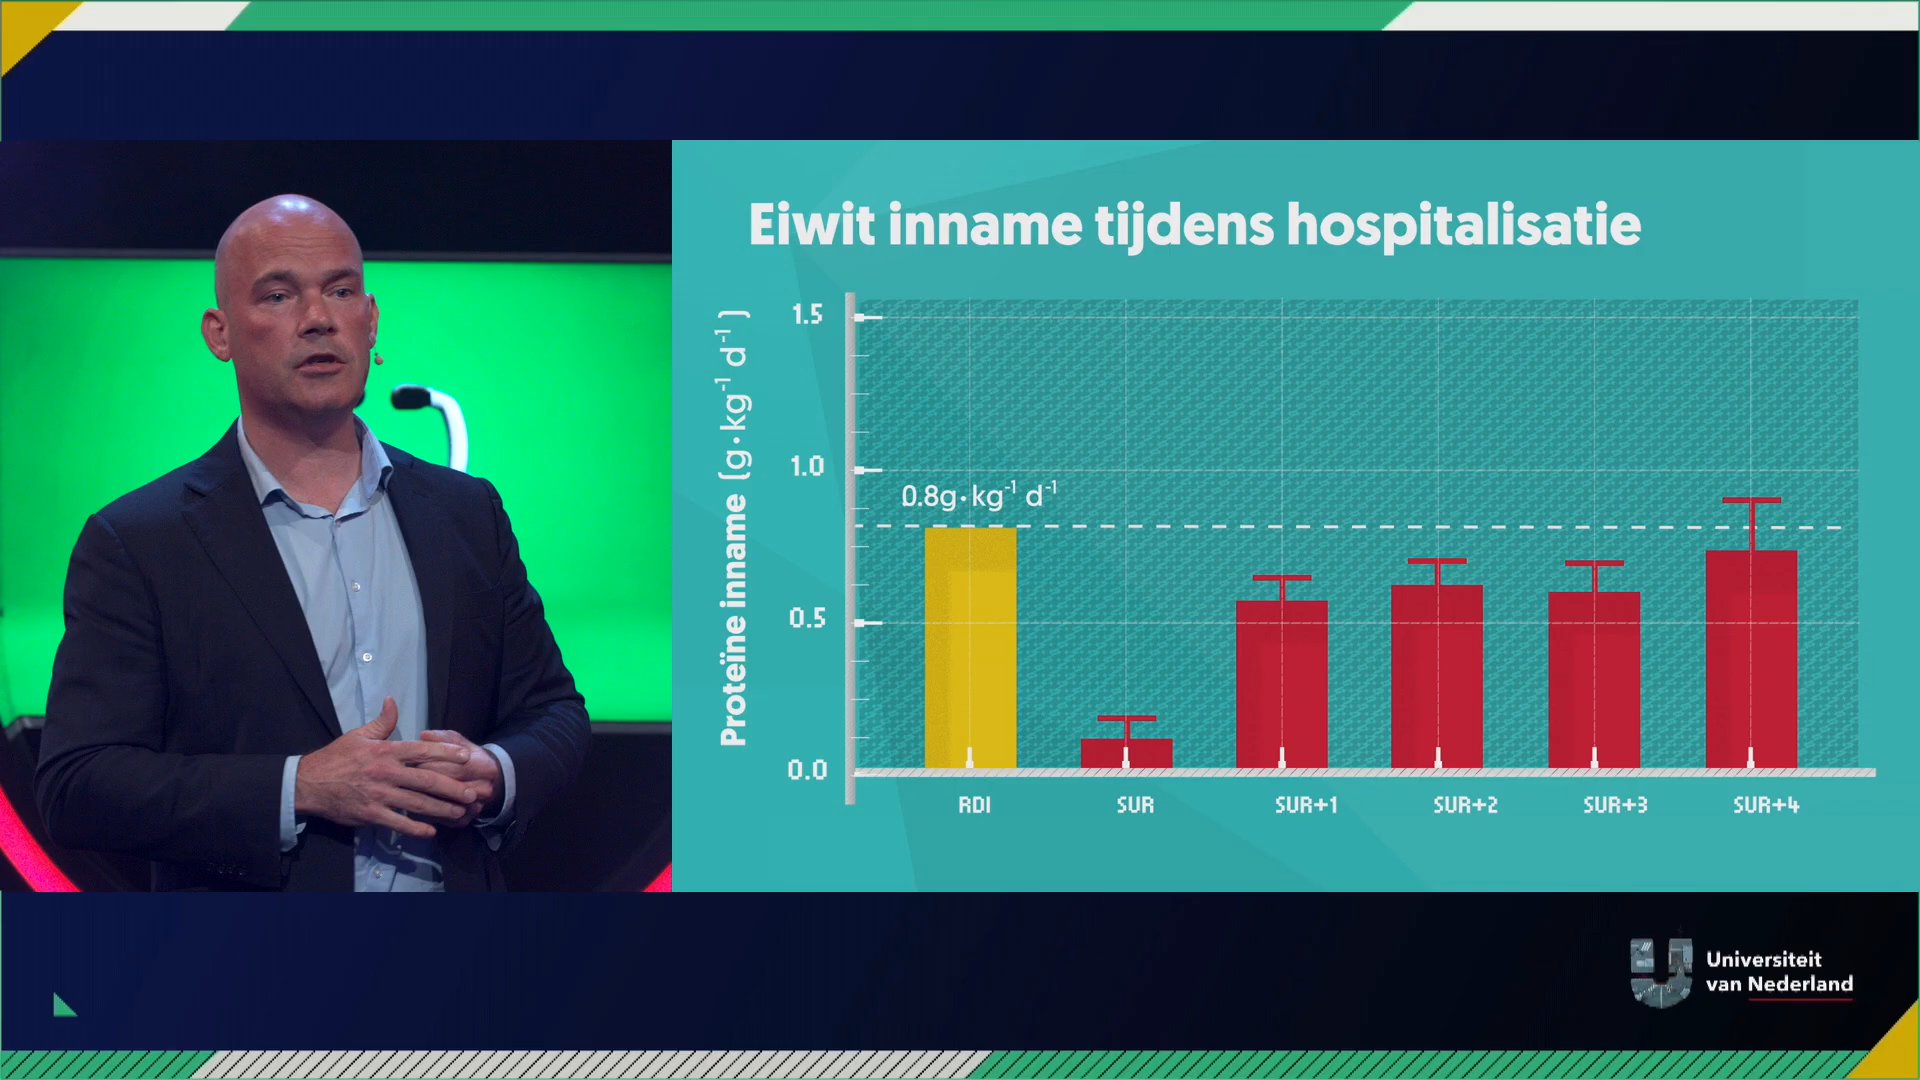 Eiwit inname tijdens hospitalisatie
Proteïne inname (g·kg⁻¹ d⁻¹)
1.5
1.0
0.5
0.0
0.8g·kg⁻¹ d⁻¹
RDI
SUR
SUR+1
SUR+2
SUR+3
SUR+4
Universiteit
van Nederland